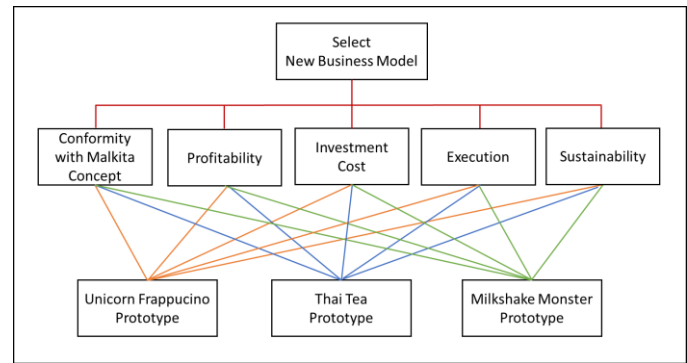 Select
New Business Model
Conformity
with Malkita
Concept
Profitability
Investment
Cost
Execution
Sustainability
Unicorn Frappucino
Prototype
Thai Tea
Prototype
Milkshake Monster
Prototype